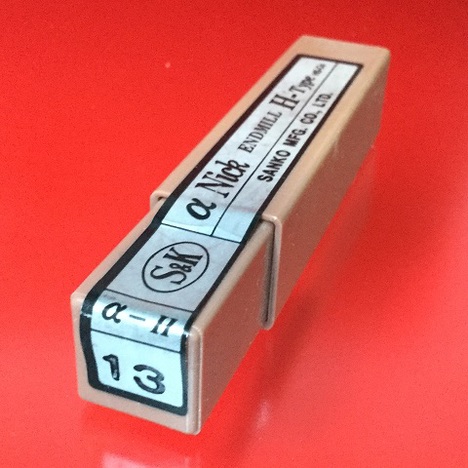 α Nick ENDMILL H-Type
SANKO MFG. CO., LTD.
S&K
α-H
13